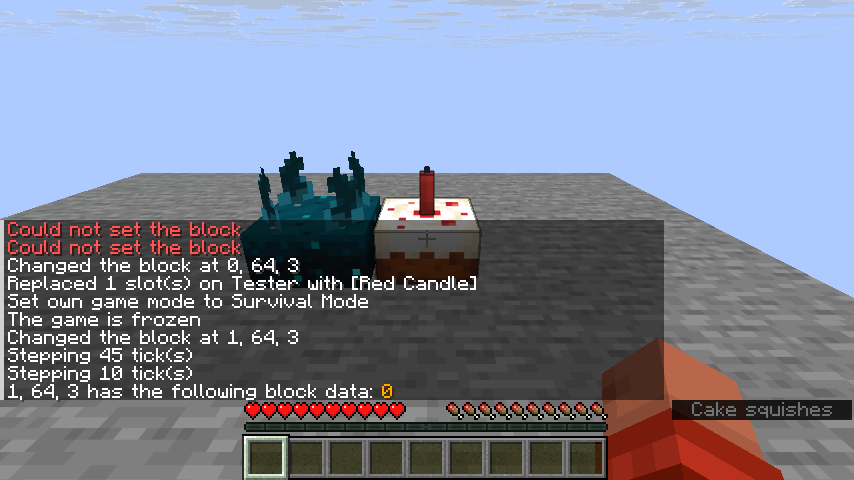 Could not set the block
Could not set the block
Changed the block at 0, 64, 3
Replaced 1 slot(s) on Tester with [Red Candle]
Set own game mode to Survival Mode
The game is frozen
Changed the block at 1, 64, 3
Stepping 45 tick(s)
Stepping 10 tick(s)
1, 64, 3 has the following block data: 0
Cake squishes